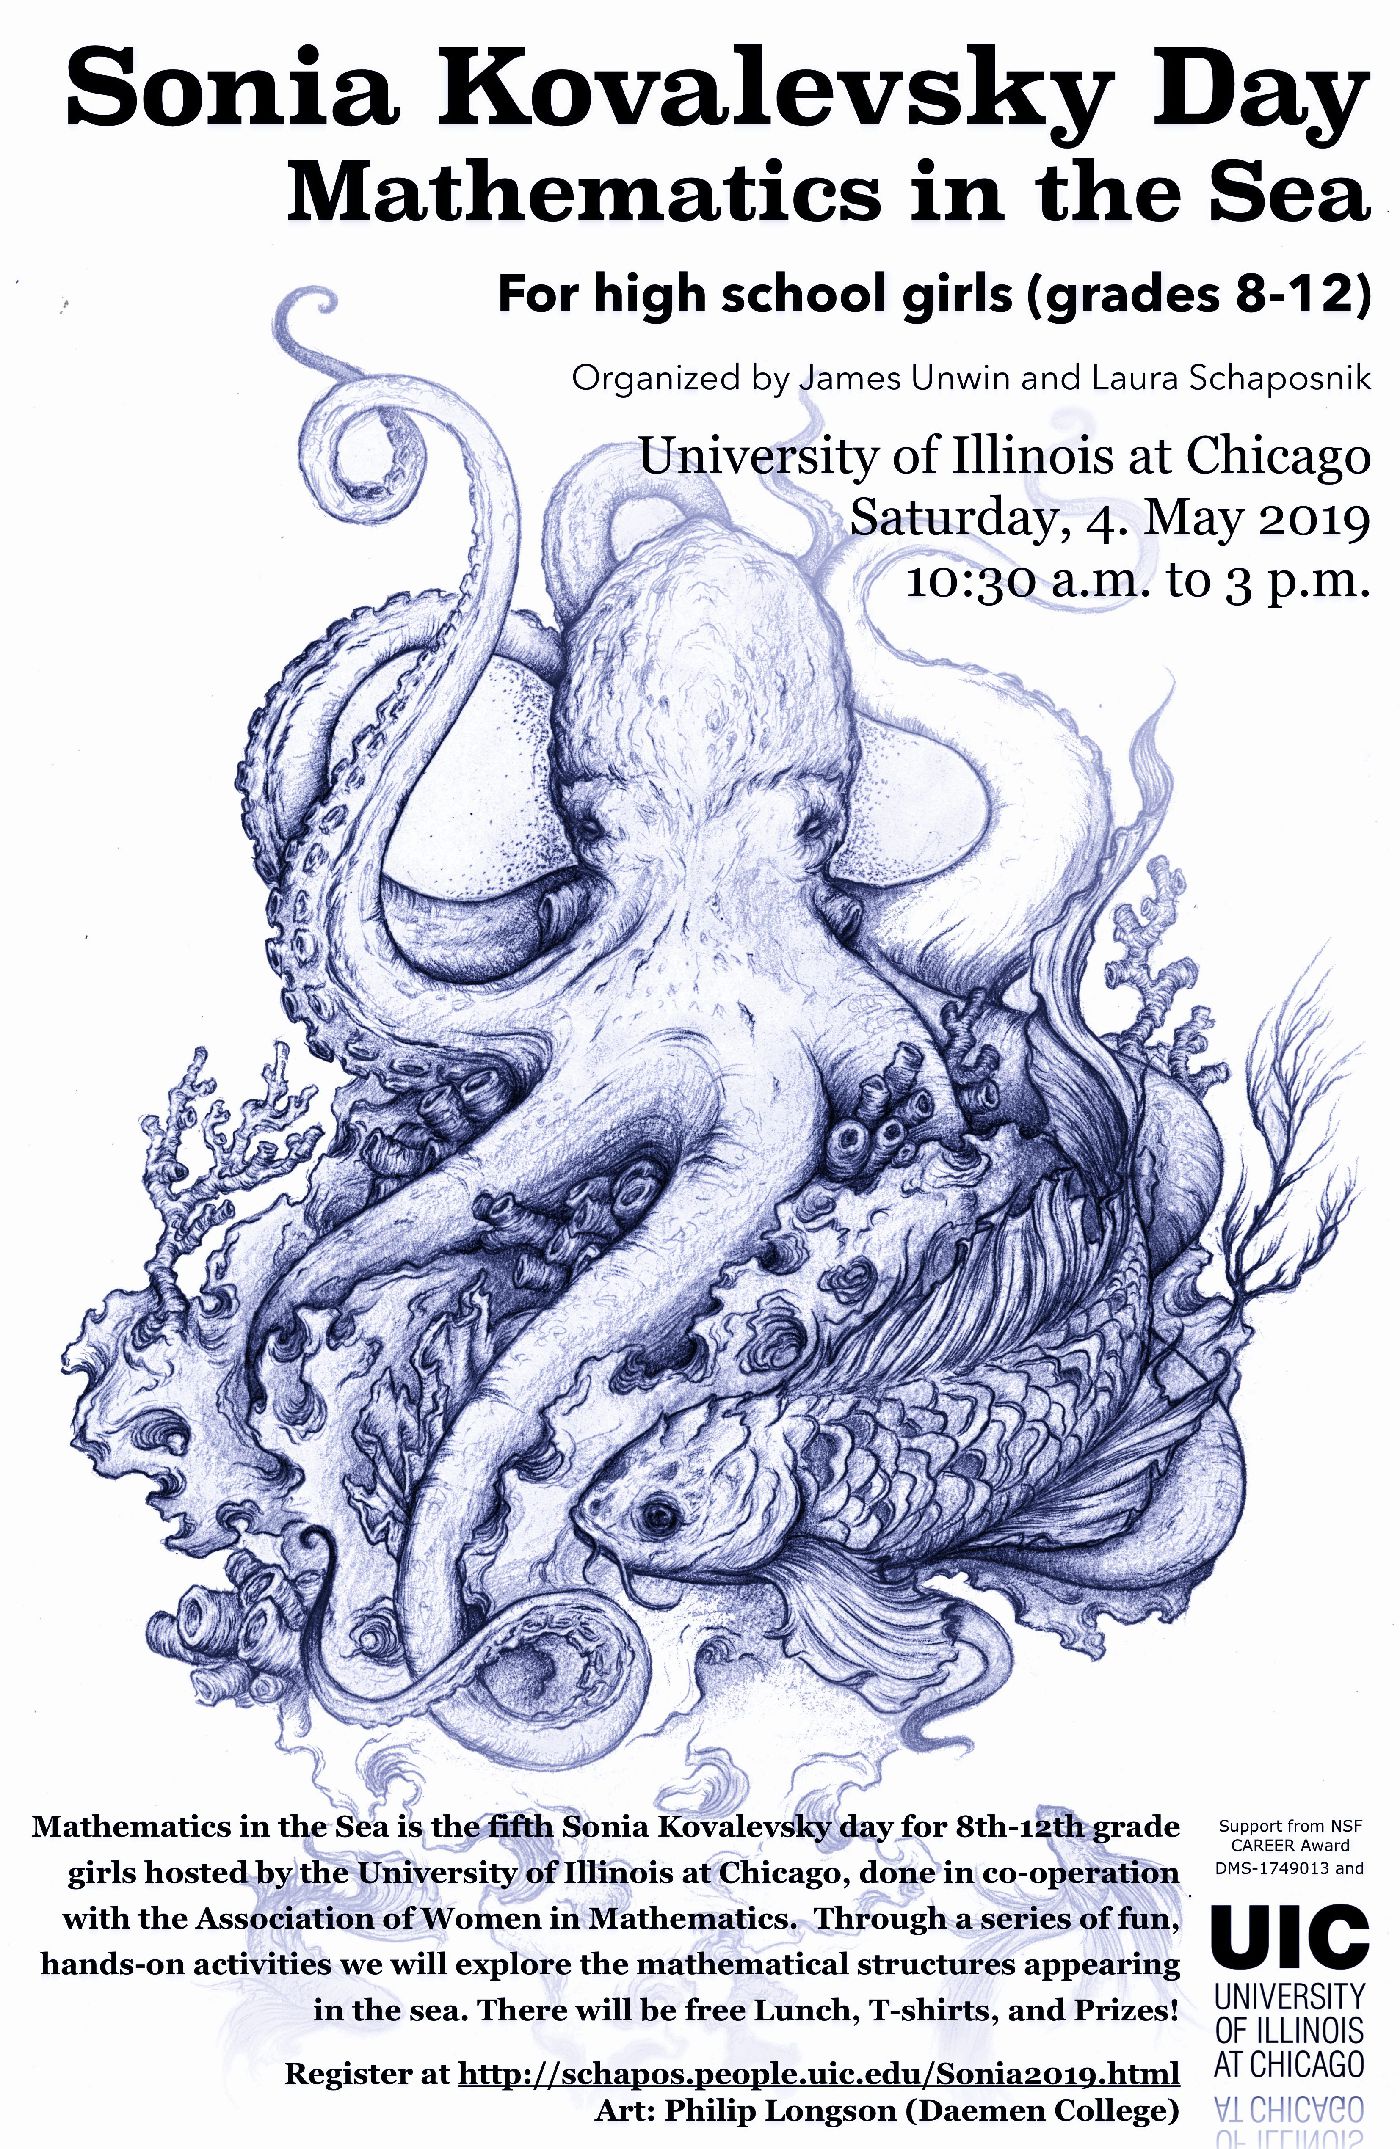 Sonia Kovalevsky Day
Mathematics in the Sea
For high school girls (grades 8-12)
Organized by James Unwin and Laura Schaposnik
University of Illinois at Chicago
Saturday, 4. May 2019
10:30 a.m. to 3 p.m.
Mathematics in the Sea is the fifth Sonia Kovalevsky day for 8th-12th grade
girls hosted by the University of Illinois at Chicago, done in co-operation
with the Association of Women in Mathematics.  Through a series of fun,
hands-on activities we will explore the mathematical structures appearing
in the sea. There will be free Lunch, T-shirts, and Prizes!
Register at http://schapos.people.uic.edu/Sonia2019.html
Art: Philip Longson (Daemen College)
Support from NSF
CAREER Award
DMS-1749013 and
UIC
UNIVERSITY
OF ILLINOIS
AT CHICAGO
AT CHICAGO
OF ILLINOIS